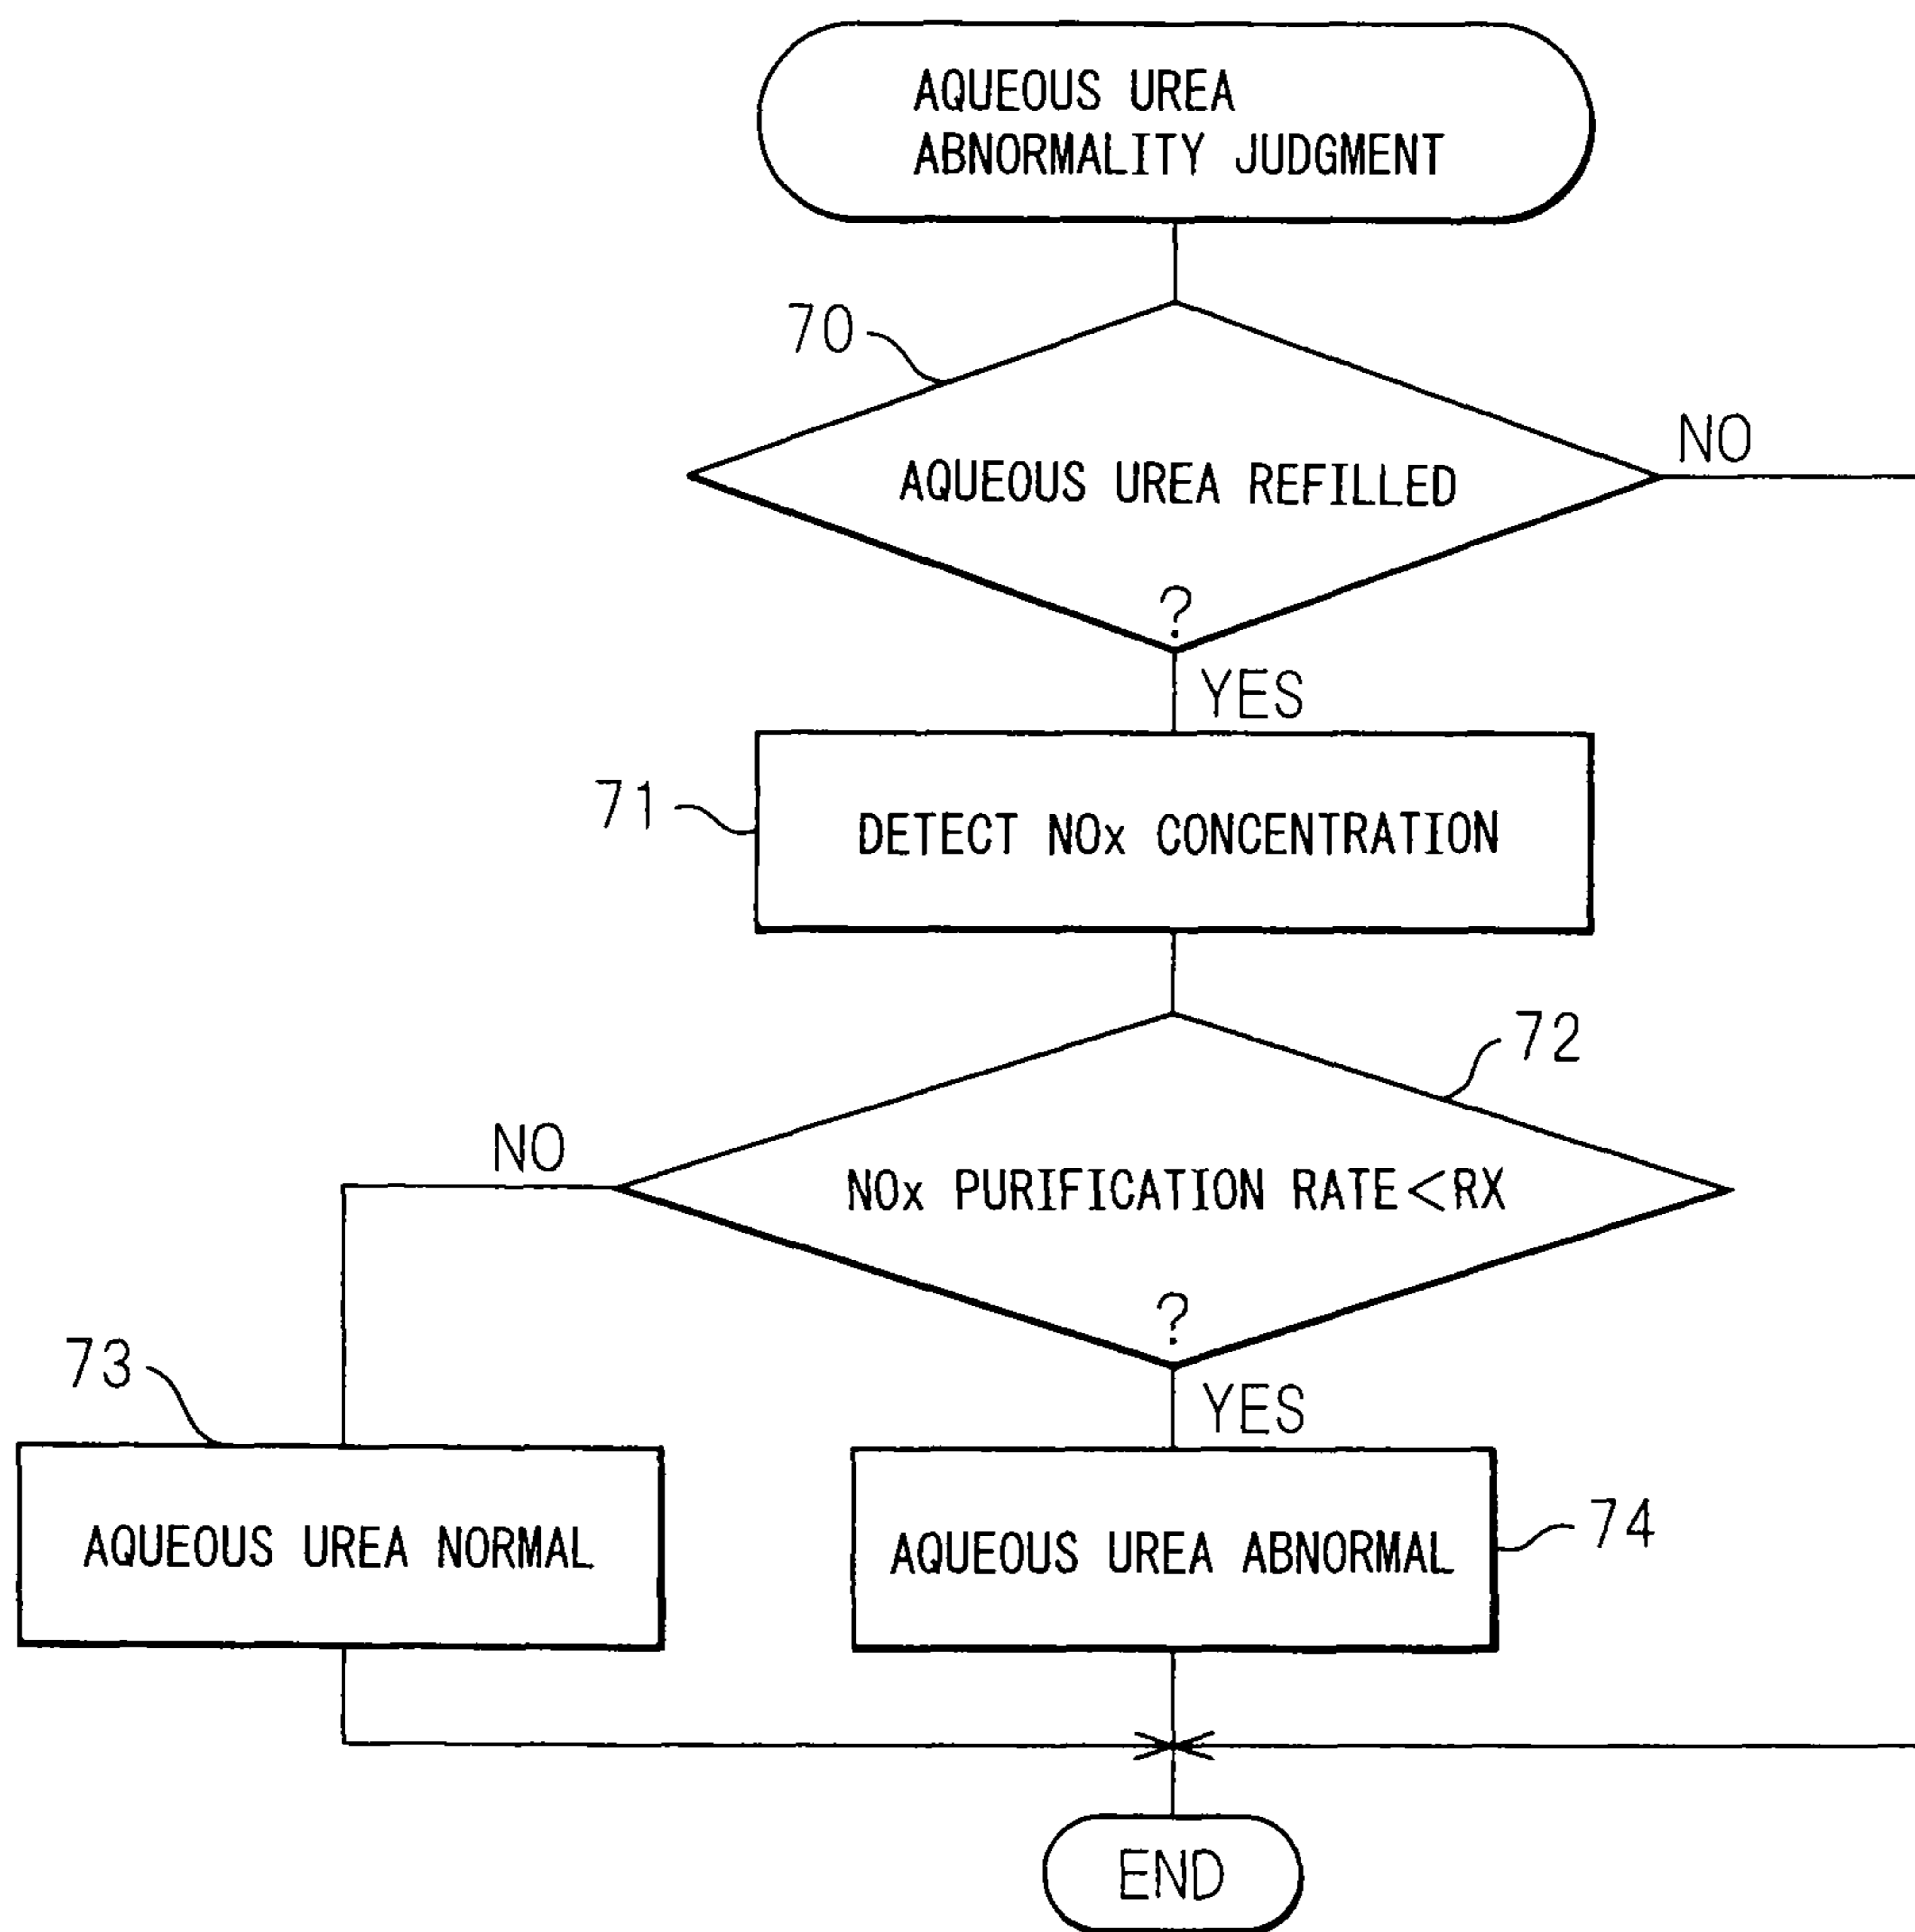 AQUEOUS UREA
ABNORMALITY JUDGMENT
70
NO
AQUEOUS UREA REFILLED
?
YES
71
DETECT NOx CONCENTRATION
72
NO
NOx PURIFICATION RATE<RX
?
YES
73
AQUEOUS UREA NORMAL
AQUEOUS UREA ABNORMAL
74
END